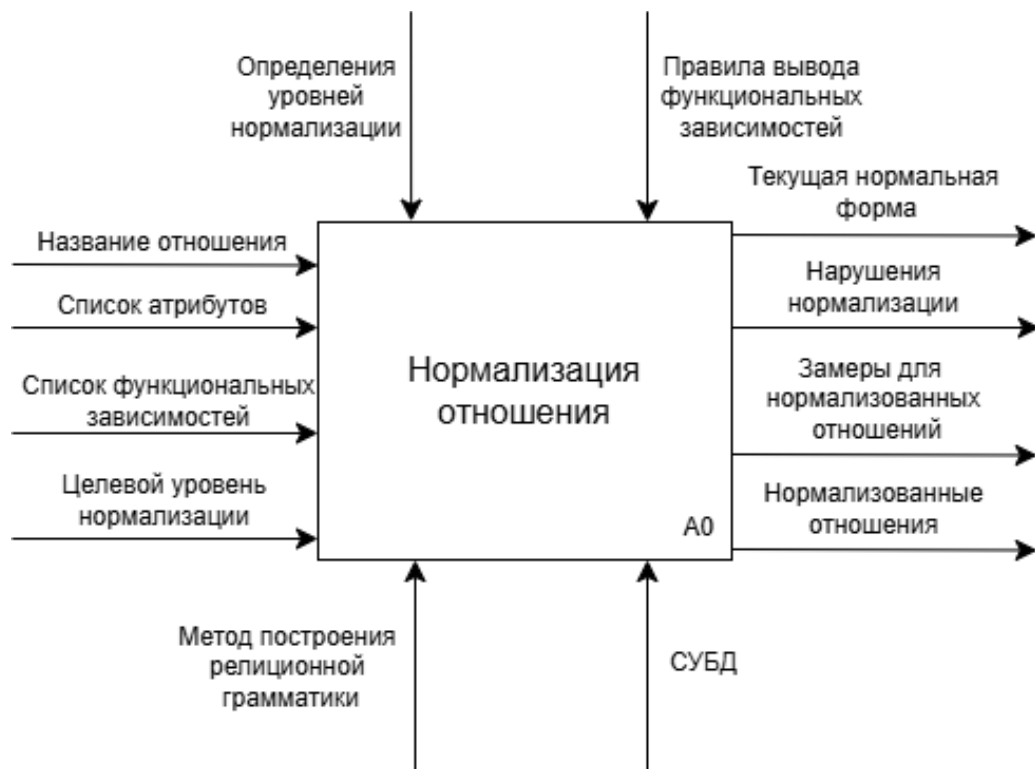 Определения
уровней
нормализации
Правила вывода
функциональных
зависимостей
Название отношения
Список атрибутов
Список функциональных
зависимостей
Целевой уровень
нормализации
Нормализация
отношения
A0
Текущая нормальная
форма
Нарушения
нормализации
Замеры для
нормализованных
отношений
Нормализованные
отношения
Метод построения
релиционной
грамматики
СУБД